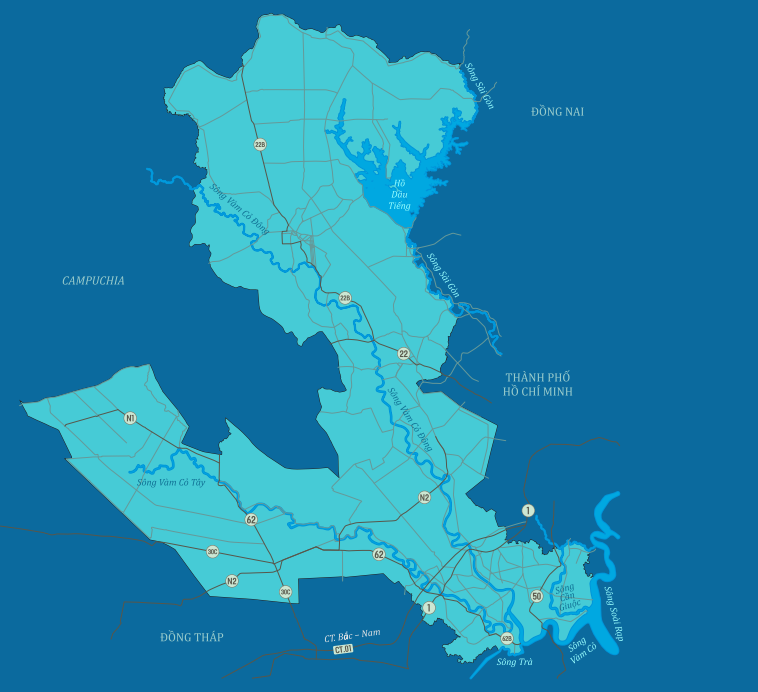 Sông Sài Gòn
ĐỒNG NAI
22B
Sông Vàm Cỏ Đông
Hồ
Dầu
Tiếng
CAMPUCHIA
Sông Sài Gòn
22B
22
THÀNH PHỐ
HỒ CHÍ MINH
N1
Sông Vàm Cỏ Đông
Sông Vàm Cỏ Tây
N2
62
1
30C
62
N2
30C
50
Sông
Cần
Giuộc
Sông Soài Rạp
1
ĐỒNG THÁP
CT. Bắc – Nam
CT.01
62B
Sông
Vàm Cỏ
Sông Trà